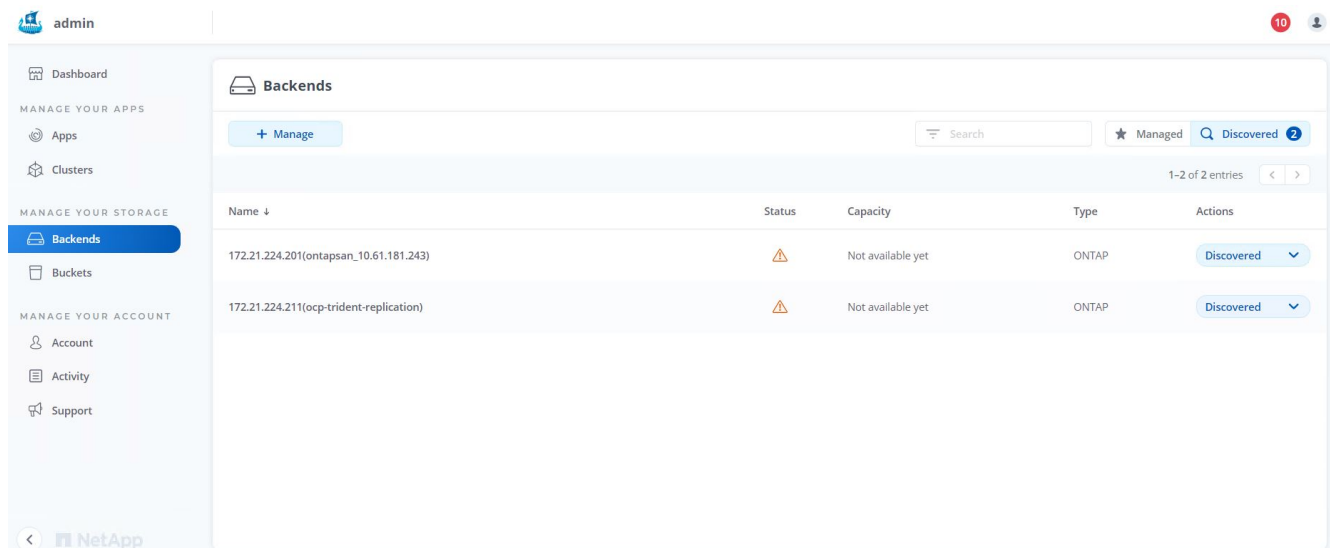 admin
10
Dashboard
MANAGE YOUR APPS
Apps
Clusters
MANAGE YOUR STORAGE
Backends
Buckets
MANAGE YOUR ACCOUNT
Account
Activity
Support
NetApp
Backends
+ Manage
Search
Managed
Discovered 2
1–2 of 2 entries
Name ↓ Status Capacity Type Actions
172.21.224.201(ontapsan_10.61.181.243) Not available yet ONTAP Discovered
172.21.224.211(ocp-trident-replication) Not available yet ONTAP Discovered